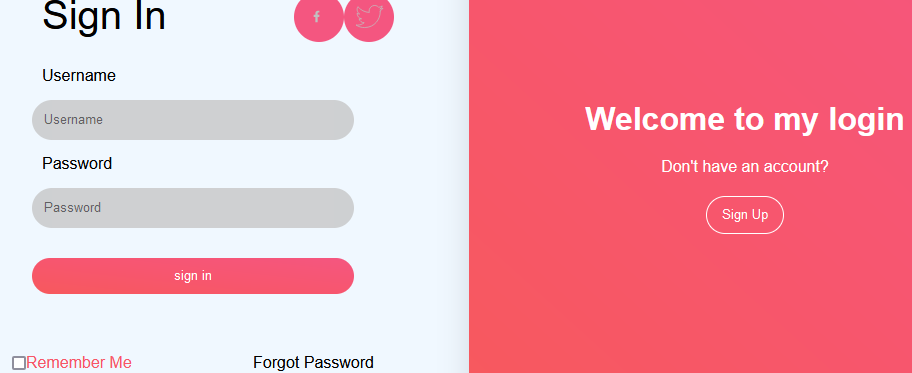 Sign In
f
Username
Username
Password
Password
sign in
Remember Me
Forgot Password
Welcome to my login
Don't have an account?
Sign Up